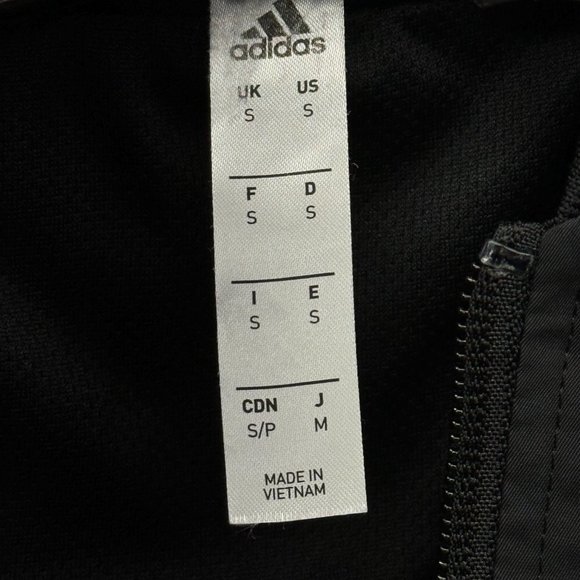 adidas
UK US
S S
F D
S S
I E
S S
CDN J
S/P M
MADE IN
VIETNAM